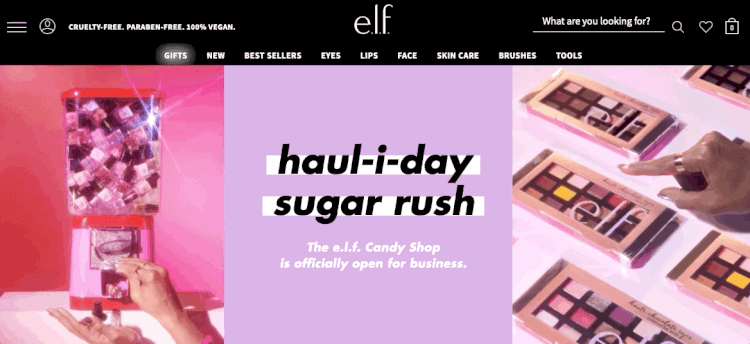 CRUELTY-FREE. PARABEN-FREE. 100% VEGAN.
e.l.f.
What are you looking for?
0
GIFTS NEW BEST SELLERS EYES LIPS FACE SKIN CARE BRUSHES TOOLS
haul-i-day
sugar rush
The e.l.f. Candy Shop
is officially open for business.